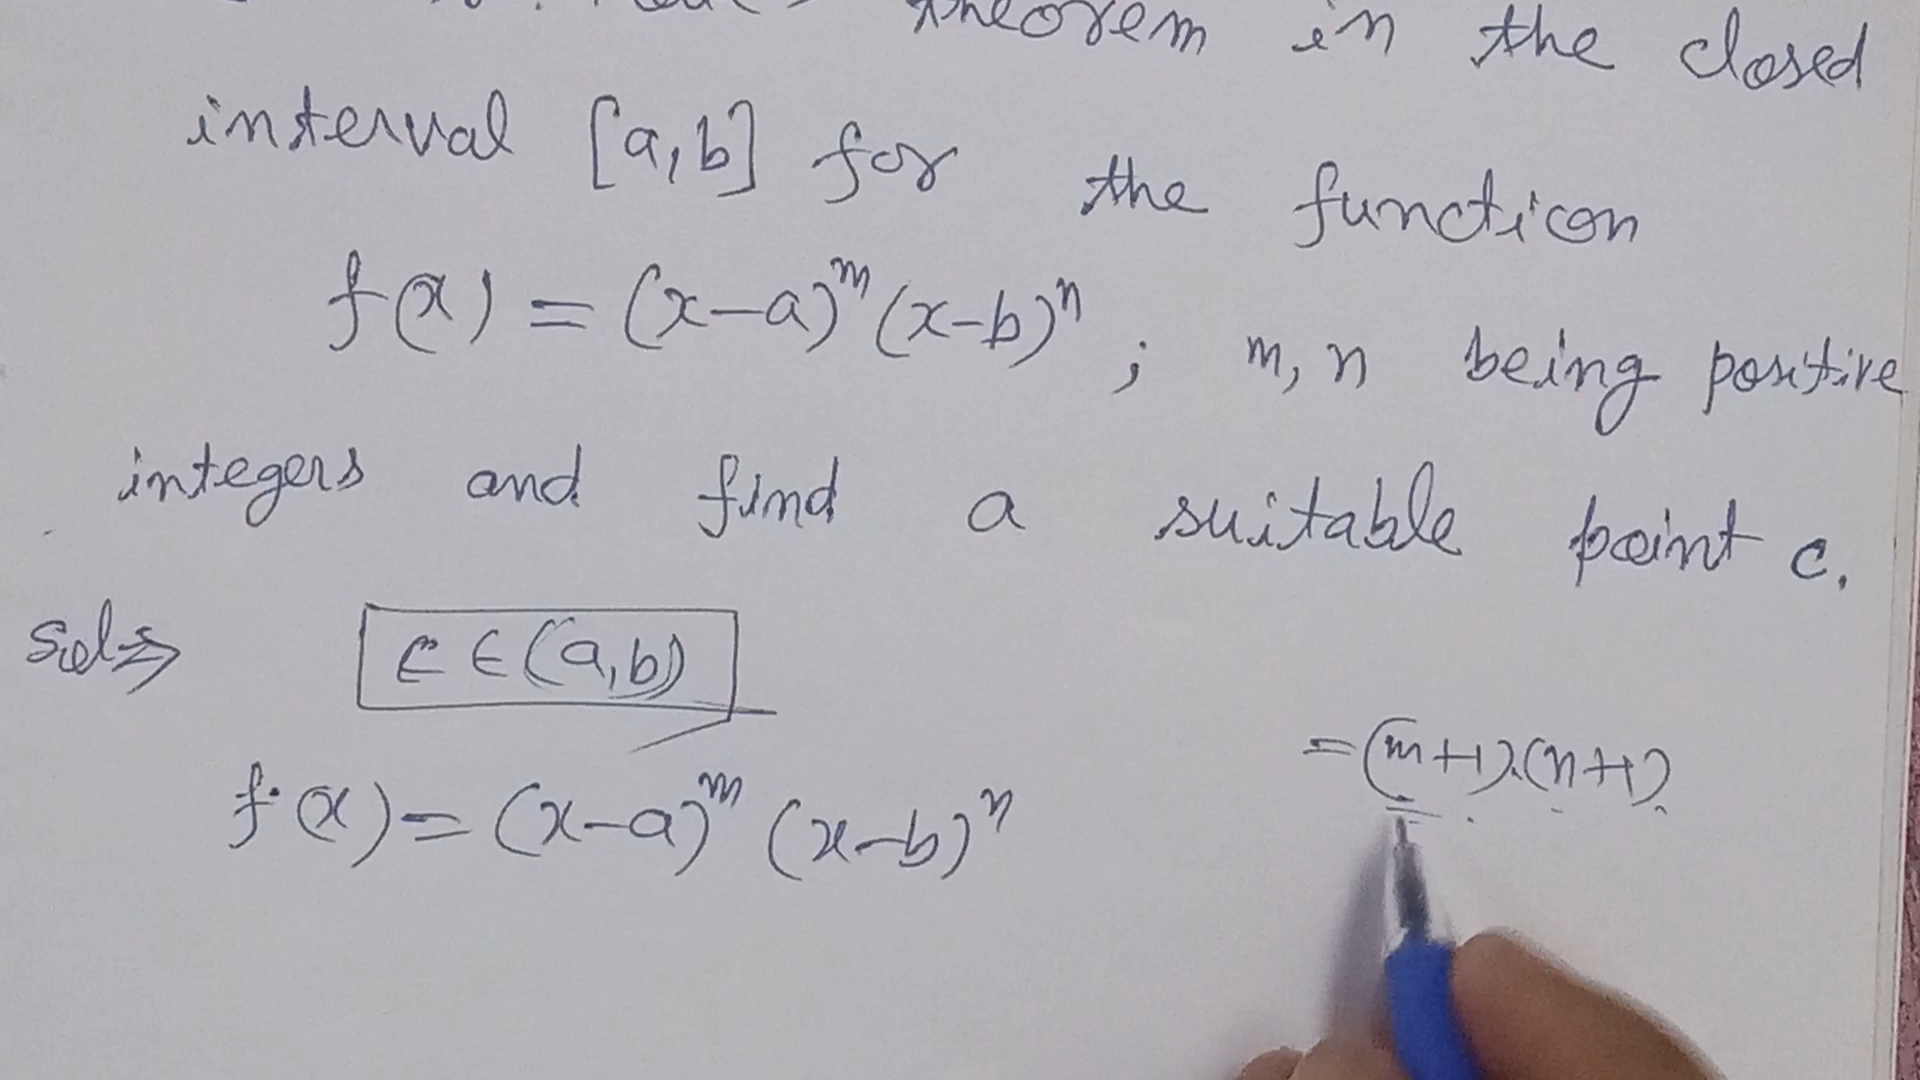 theorem in the closed
interval [a,b] for the function
f(x) = (x-a)^m (x-b)^n ; m, n being positive
integers and find a suitable point c.
Sol⇒ c ∈ (a,b)
= (m+1).(n+1)
f(x) = (x-a)^m (x-b)^n